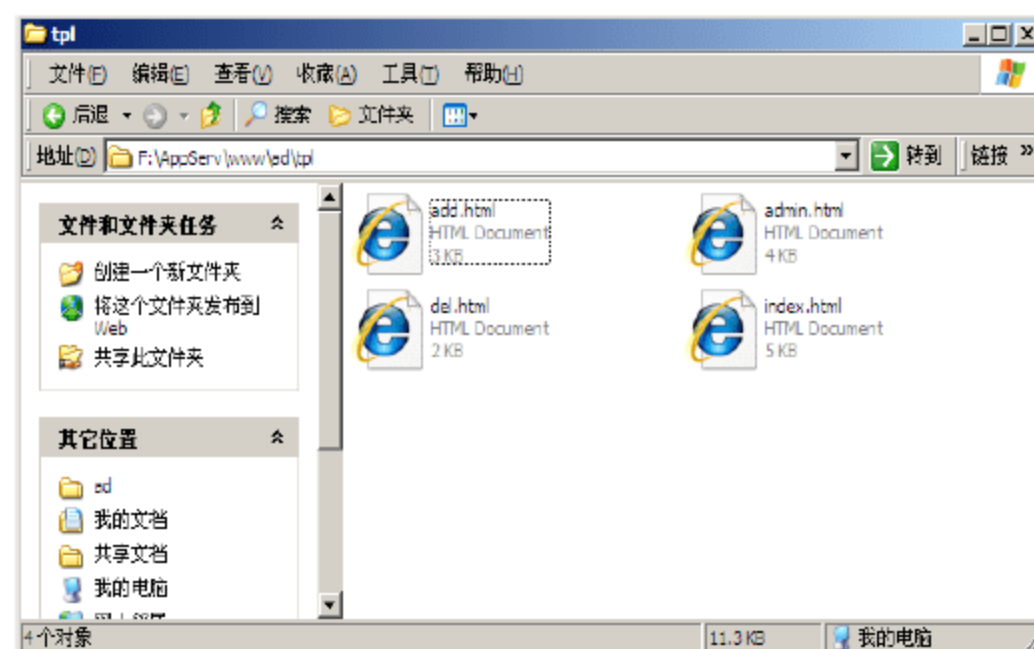 tpl
文件(F) 编辑(E) 查看(V) 收藏(A) 工具(T) 帮助(H)
后退 搜索 文件夹
地址(D) F:\AppServ\www\ad\tpl 转到 链接 »
文件和文件夹任务
创建一个新文件夹
将这个文件夹发布到
Web
共享此文件夹
其它位置
ad
我的文档
共享文档
我的电脑
add.html
HTML Document
3 KB
admin.html
HTML Document
4 KB
del.html
HTML Document
2 KB
index.html
HTML Document
5 KB
4 个对象 11.3 KB 我的电脑